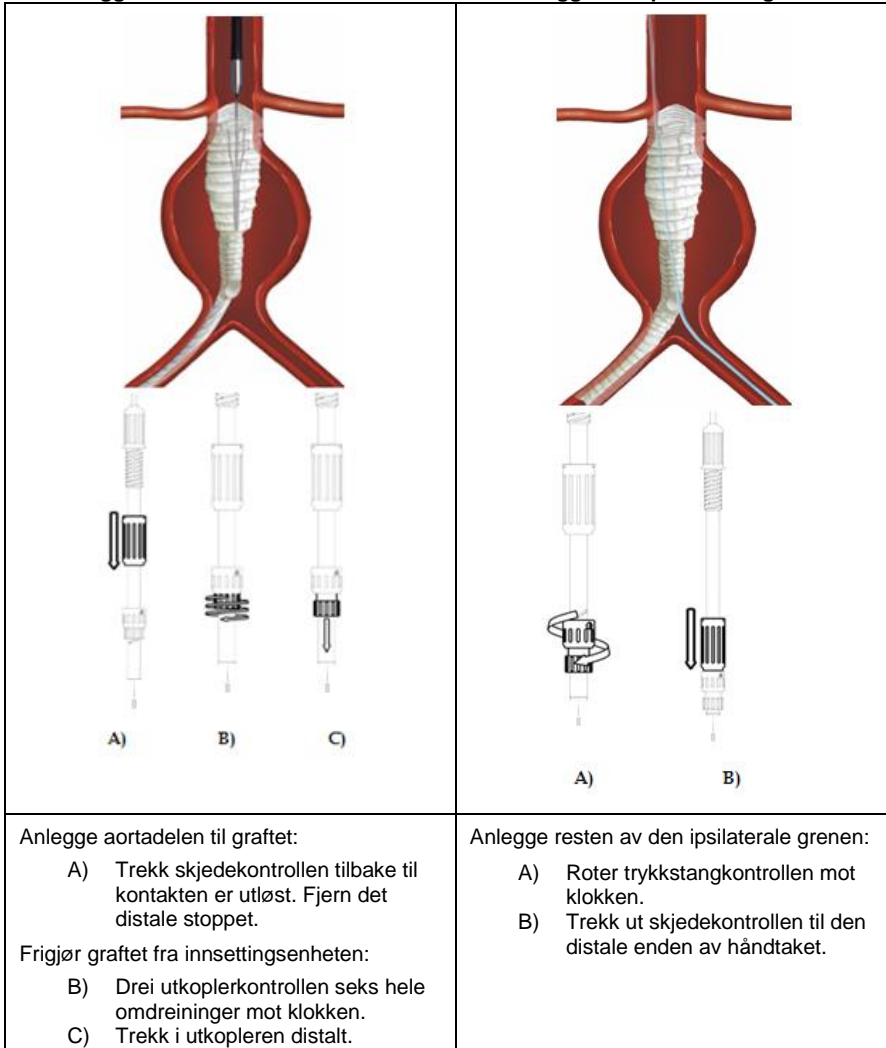 A)
B)
C)
A)
B)
Anlegge aortadelen til graftet:
A) Trekk skjedekontrollen tilbake til
kontakten er utløst. Fjern det
distale stoppet.
Frigjør graftet fra innsettingsenheten:
B) Drei utkoplerkontrollen seks hele
omdreininger mot klokken.
C) Trekk i utkopleren distalt.
Anlegge resten av den ipsilaterale grenen:
A) Roter trykkstangkontrollen mot
klokken.
B) Trekk ut skjedekontrollen til den
distale enden av håndtaket.